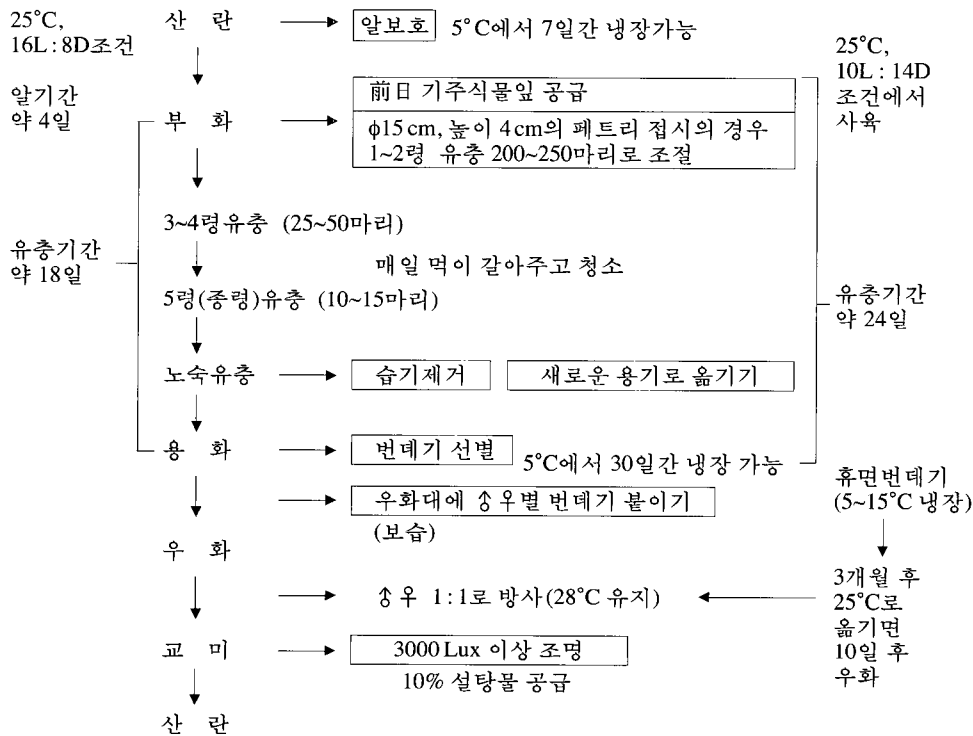 25°C,
16L : 8D조건
산 란
알보호 5°C에서 7일간 냉장가능
25°C,
10L : 14D
조건에서
사육
알기간
약 4일
부 화
前日 기주식물잎 공급
φ15 cm, 높이 4 cm의 페트리 접시의 경우
1~2령 유충 200~250마리로 조절
3~4령유충 (25~50마리)
유충기간
약 18일
매일 먹이 갈아주고 청소
5령(종령)유충 (10~15마리)
유충기간
약 24일
노숙유충
습기제거 새로운 용기로 옮기기
용 화
번데기 선별 5°C에서 30일간 냉장 가능
휴면번데기
(5~15°C 냉장)
우화대에 ♂♀별 번데기 붙이기
(보습)
우 화
♂♀ 1 : 1로 방사(28°C 유지)
3개월 후
25°C로
옮기면
10일 후
우화
교 미
3000 Lux 이상 조명
10% 설탕물 공급
산 란